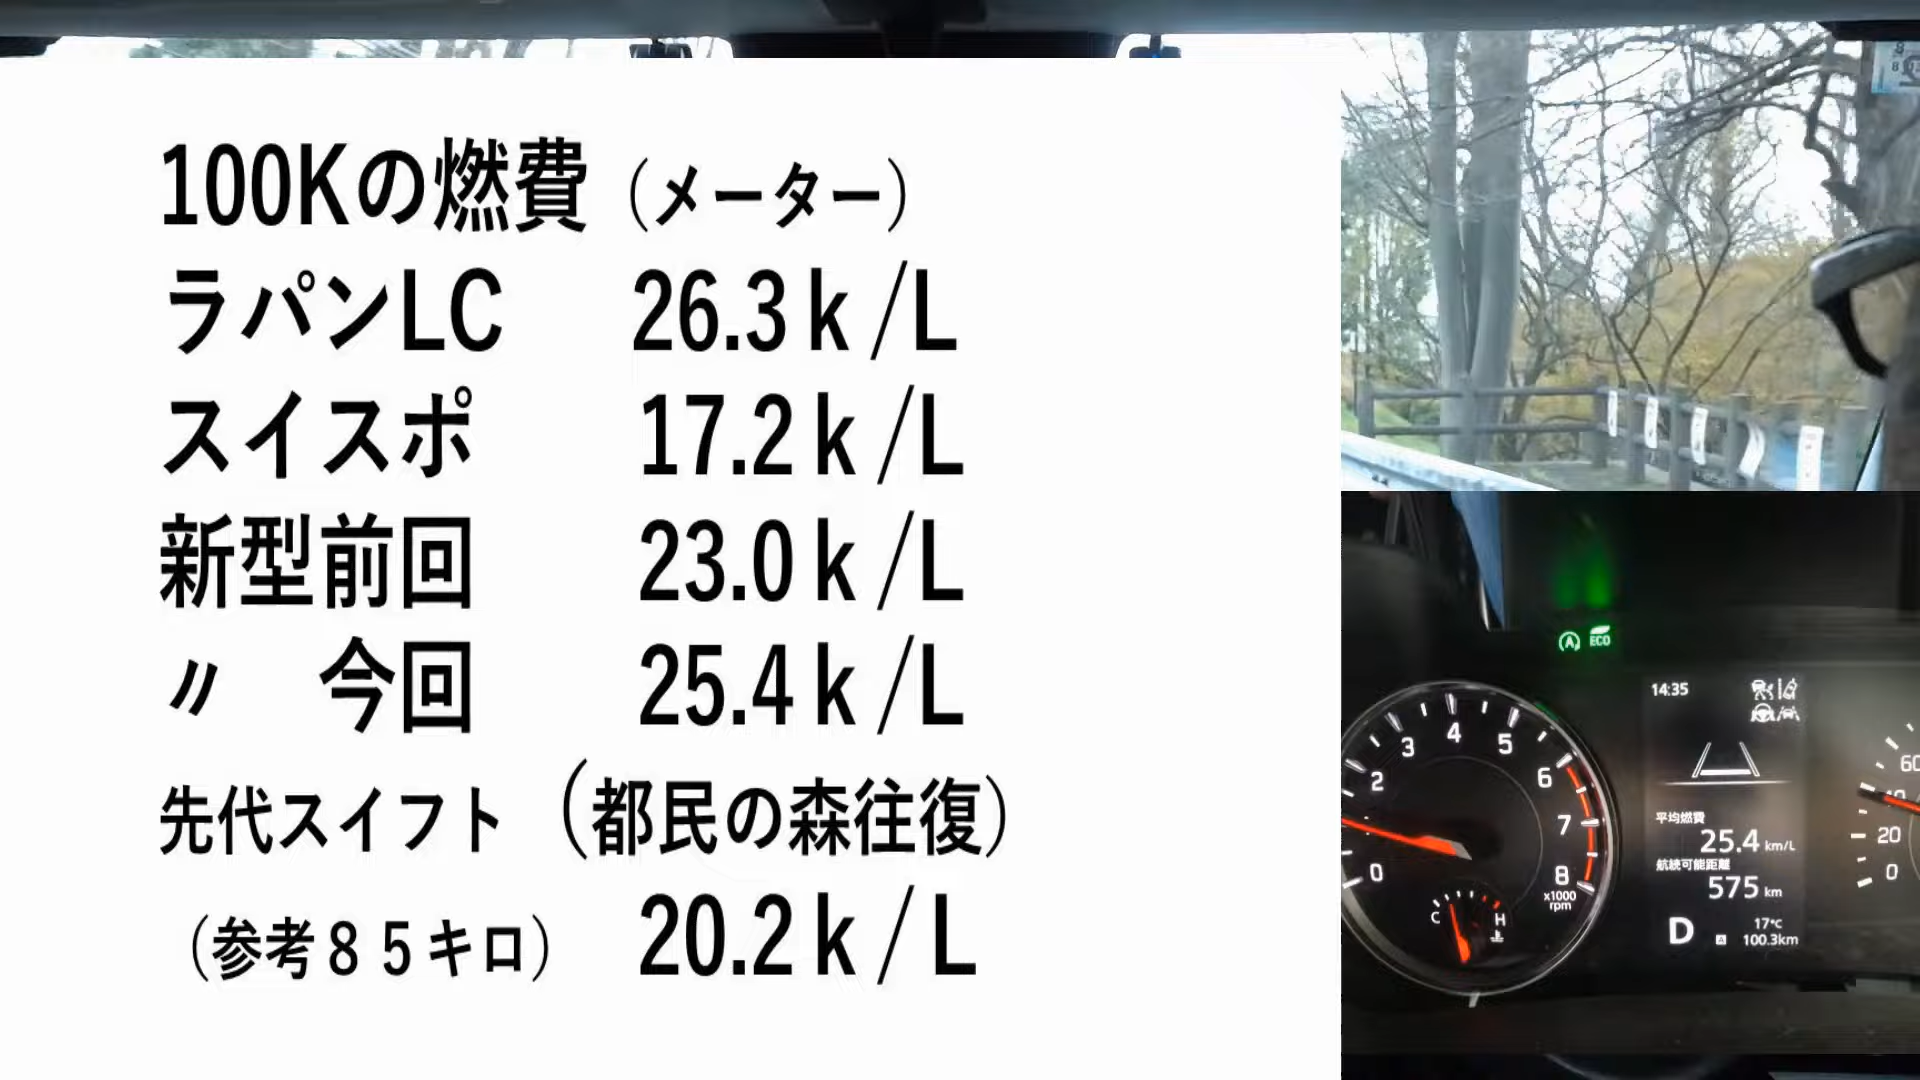 100Kの燃費（メーター）
ラパンLC 26.3ｋ/L
スイスポ 17.2ｋ/L
新型前回 23.0ｋ/L
〃 今回 25.4ｋ/L
先代スイフト（都民の森往復）
（参考８５キロ） 20.2ｋ/L
ECO
14:35
平均燃費
25.4 km/L
航続可能距離
575 km
D
17℃
A 100.3km
0 2 3 4 5 6 7 8
x1000
rpm
C H
60
40
20
0